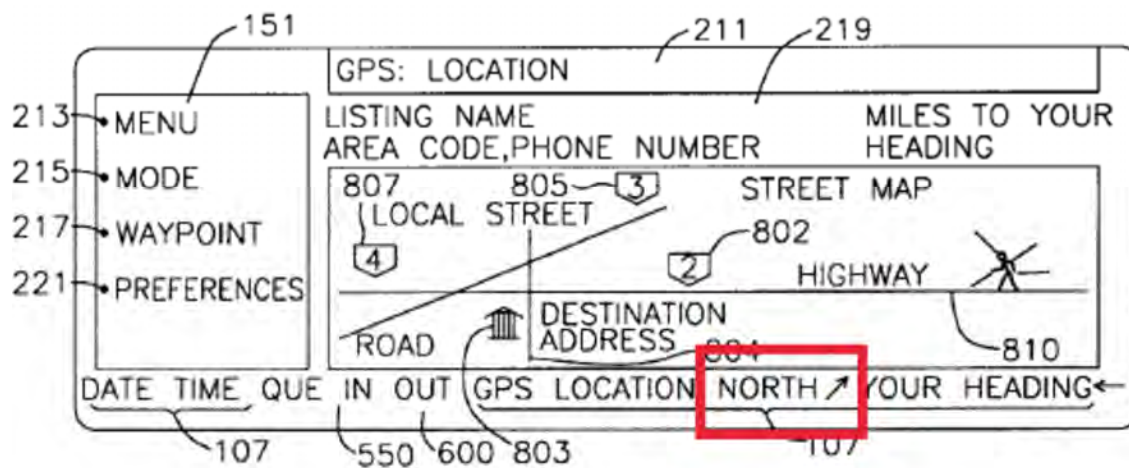 151
211
219
GPS: LOCATION
213
MENU
LISTING NAME
AREA CODE,PHONE NUMBER
MILES TO YOUR
HEADING
215
MODE
807
LOCAL STREET
805
3
STREET MAP
217
WAYPOINT
4
2
802
221
PREFERENCES
HIGHWAY
ROAD
DESTINATION
ADDRESS
810
DATE TIME QUE IN OUT GPS LOCATION NORTH ↗ YOUR HEADING ←
107
550
600
803
107